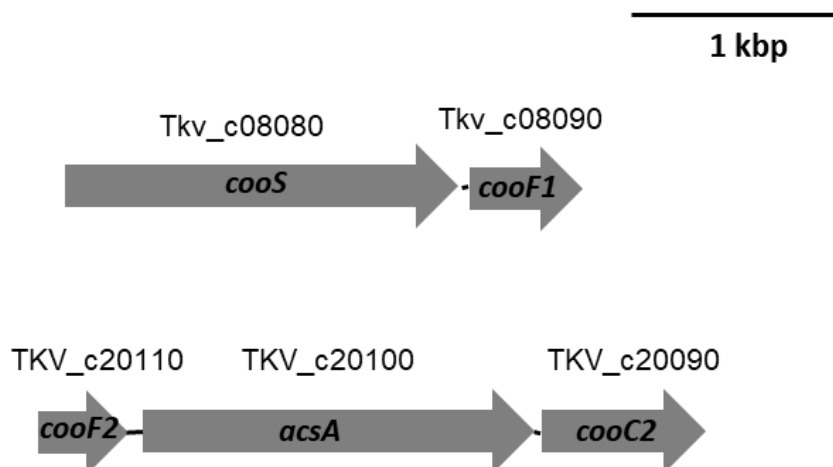 1 kbp
Tkv_c08080 Tkv_c08090
cooS cooF1
TKV_c20110 TKV_c20100 TKV_c20090
cooF2 acsA cooC2